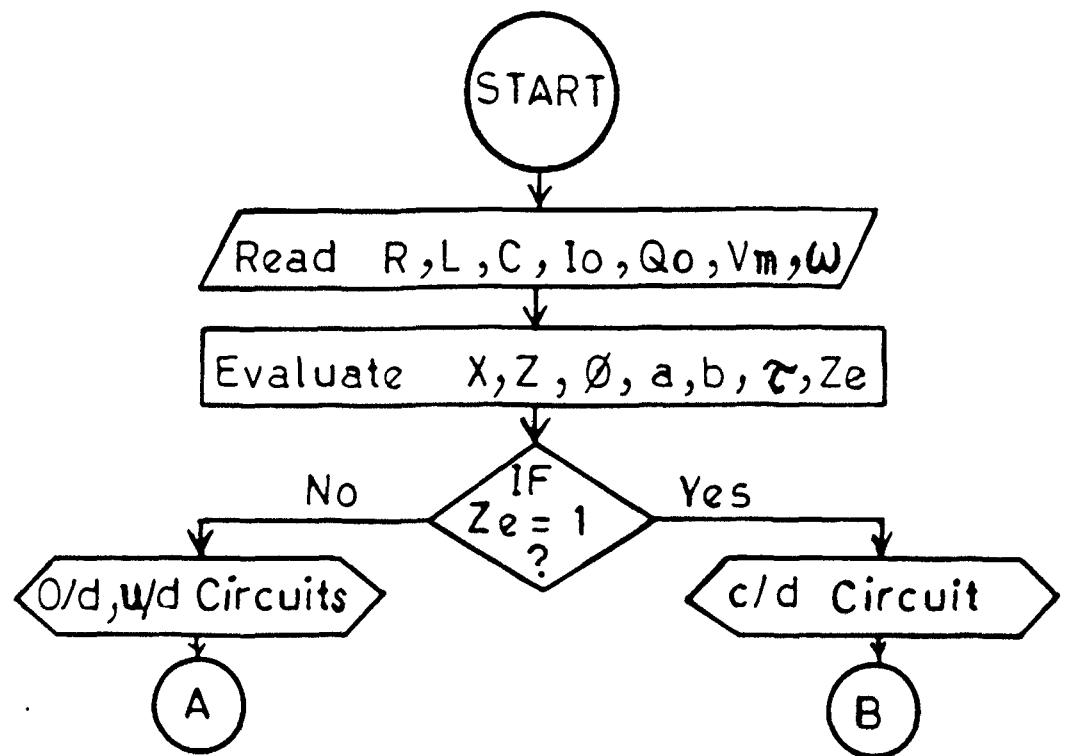 START
Read R, L, C, Io, Qo, Vm, ω
Evaluate X, Z, Ø, a, b, τ, Ze
IF
Ze = 1
?
No
Yes
O/d, u/d Circuits
c/d Circuit
A
B